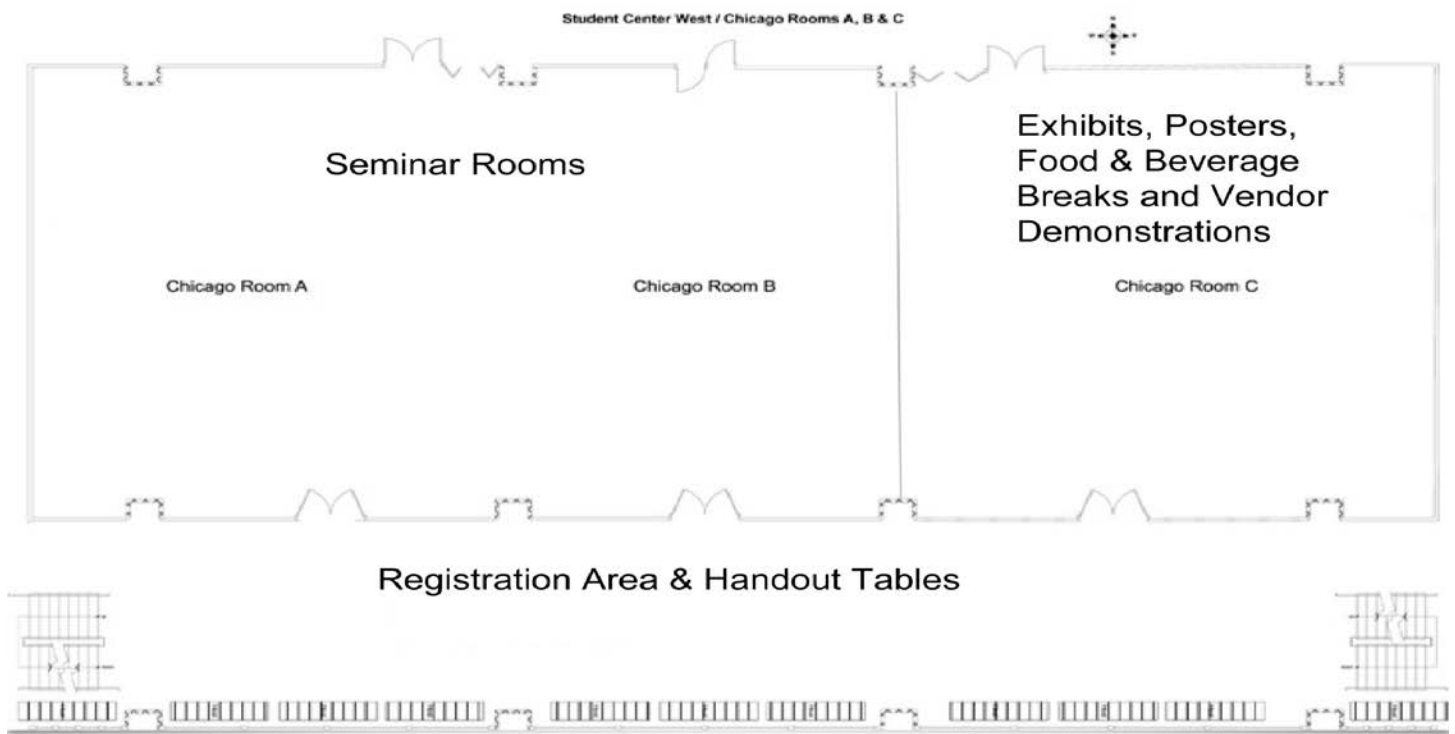 Student Center West / Chicago Rooms A, B & C
Exhibits, Posters,
Food & Beverage
Breaks and Vendor
Demonstrations
Seminar Rooms
Chicago Room A
Chicago Room B
Chicago Room C
Registration Area & Handout Tables